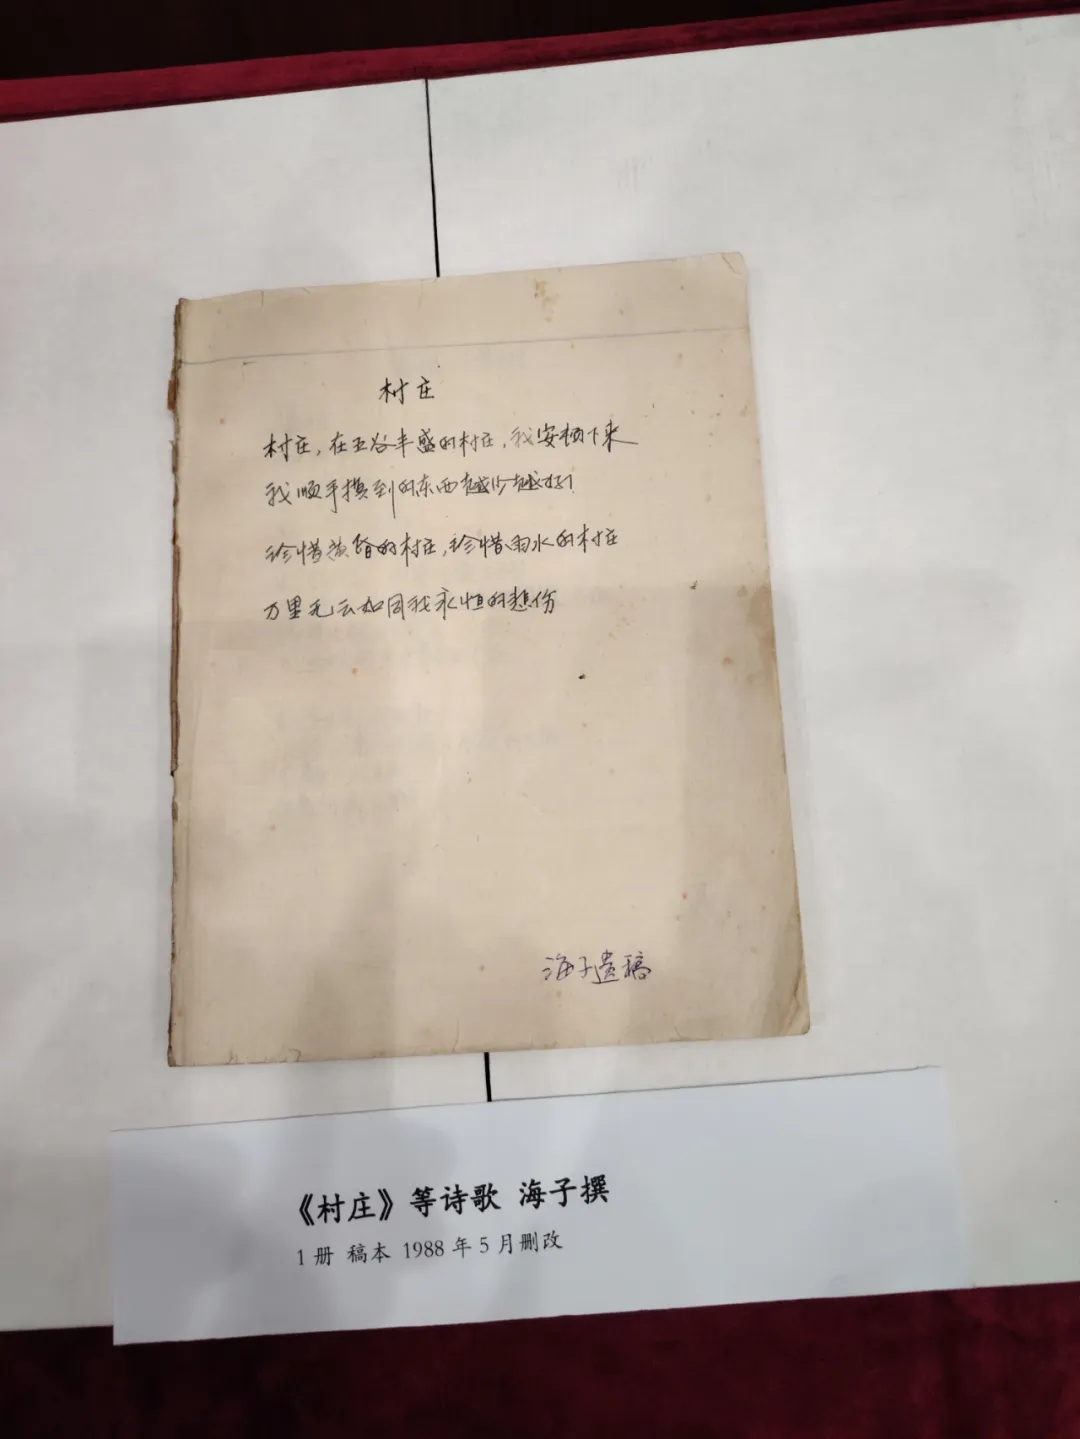 村庄
村庄，在五谷丰盛的村庄，我安顿下来
我顺手摸到的东西越少越好！
珍惜黄昏的村庄，珍惜雨水的村庄
万里无云如同我永恒的悲伤
海子遗稿
《村庄》等诗歌 海子撰
1 册 稿本 1988 年 5 月删改